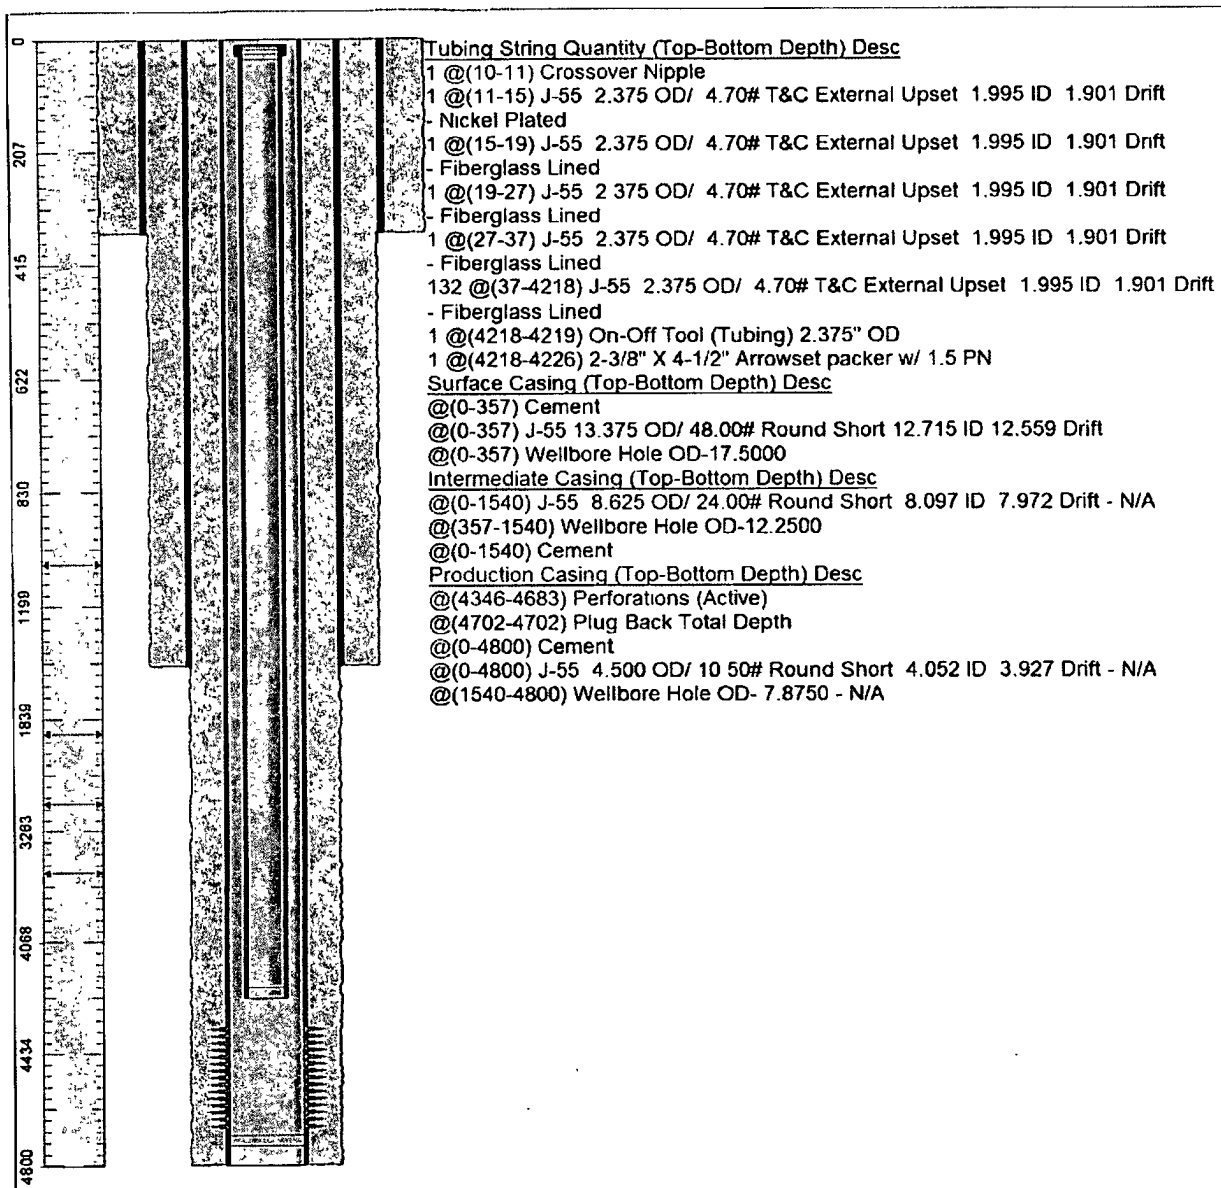 Tubing String Quantity (Top-Bottom Depth) Desc
1 @(10-11) Crossover Nipple
1 @(11-15) J-55 2.375 OD/ 4.70# T&C External Upset 1.995 ID 1.901 Drift
- Nickel Plated
1 @(15-19) J-55 2.375 OD/ 4.70# T&C External Upset 1.995 ID 1.901 Drift
- Fiberglass Lined
1 @(19-27) J-55 2 375 OD/ 4.70# T&C External Upset 1.995 ID 1.901 Drift
- Fiberglass Lined
1 @(27-37) J-55 2.375 OD/ 4.70# T&C External Upset 1.995 ID 1.901 Drift
- Fiberglass Lined
132 @(37-4218) J-55 2.375 OD/ 4.70# T&C External Upset 1.995 ID 1.901 Drift
- Fiberglass Lined
1 @(4218-4219) On-Off Tool (Tubing) 2.375" OD
1 @(4218-4226) 2-3/8" X 4-1/2" Arrowset packer w/ 1.5 PN
Surface Casing (Top-Bottom Depth) Desc
@(0-357) Cement
@(0-357) J-55 13.375 OD/ 48.00# Round Short 12.715 ID 12.559 Drift
@(0-357) Wellbore Hole OD-17.5000
Intermediate Casing (Top-Bottom Depth) Desc
@(0-1540) J-55 8.625 OD/ 24.00# Round Short 8.097 ID 7.972 Drift - N/A
@(357-1540) Wellbore Hole OD-12.2500
@(0-1540) Cement
Production Casing (Top-Bottom Depth) Desc
@(4346-4683) Perforations (Active)
@(4702-4702) Plug Back Total Depth
@(0-4800) Cement
@(0-4800) J-55 4.500 OD/ 10 50# Round Short 4.052 ID 3.927 Drift - N/A
@(1540-4800) Wellbore Hole OD- 7.8750 - N/A
0
207
415
622
830
1199
1839
3263
4068
4434
4800